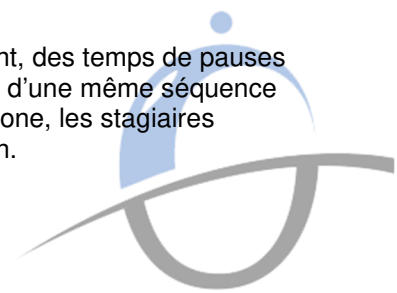 nt, des temps de pauses
d'une même séquence
one, les stagiaires
n.